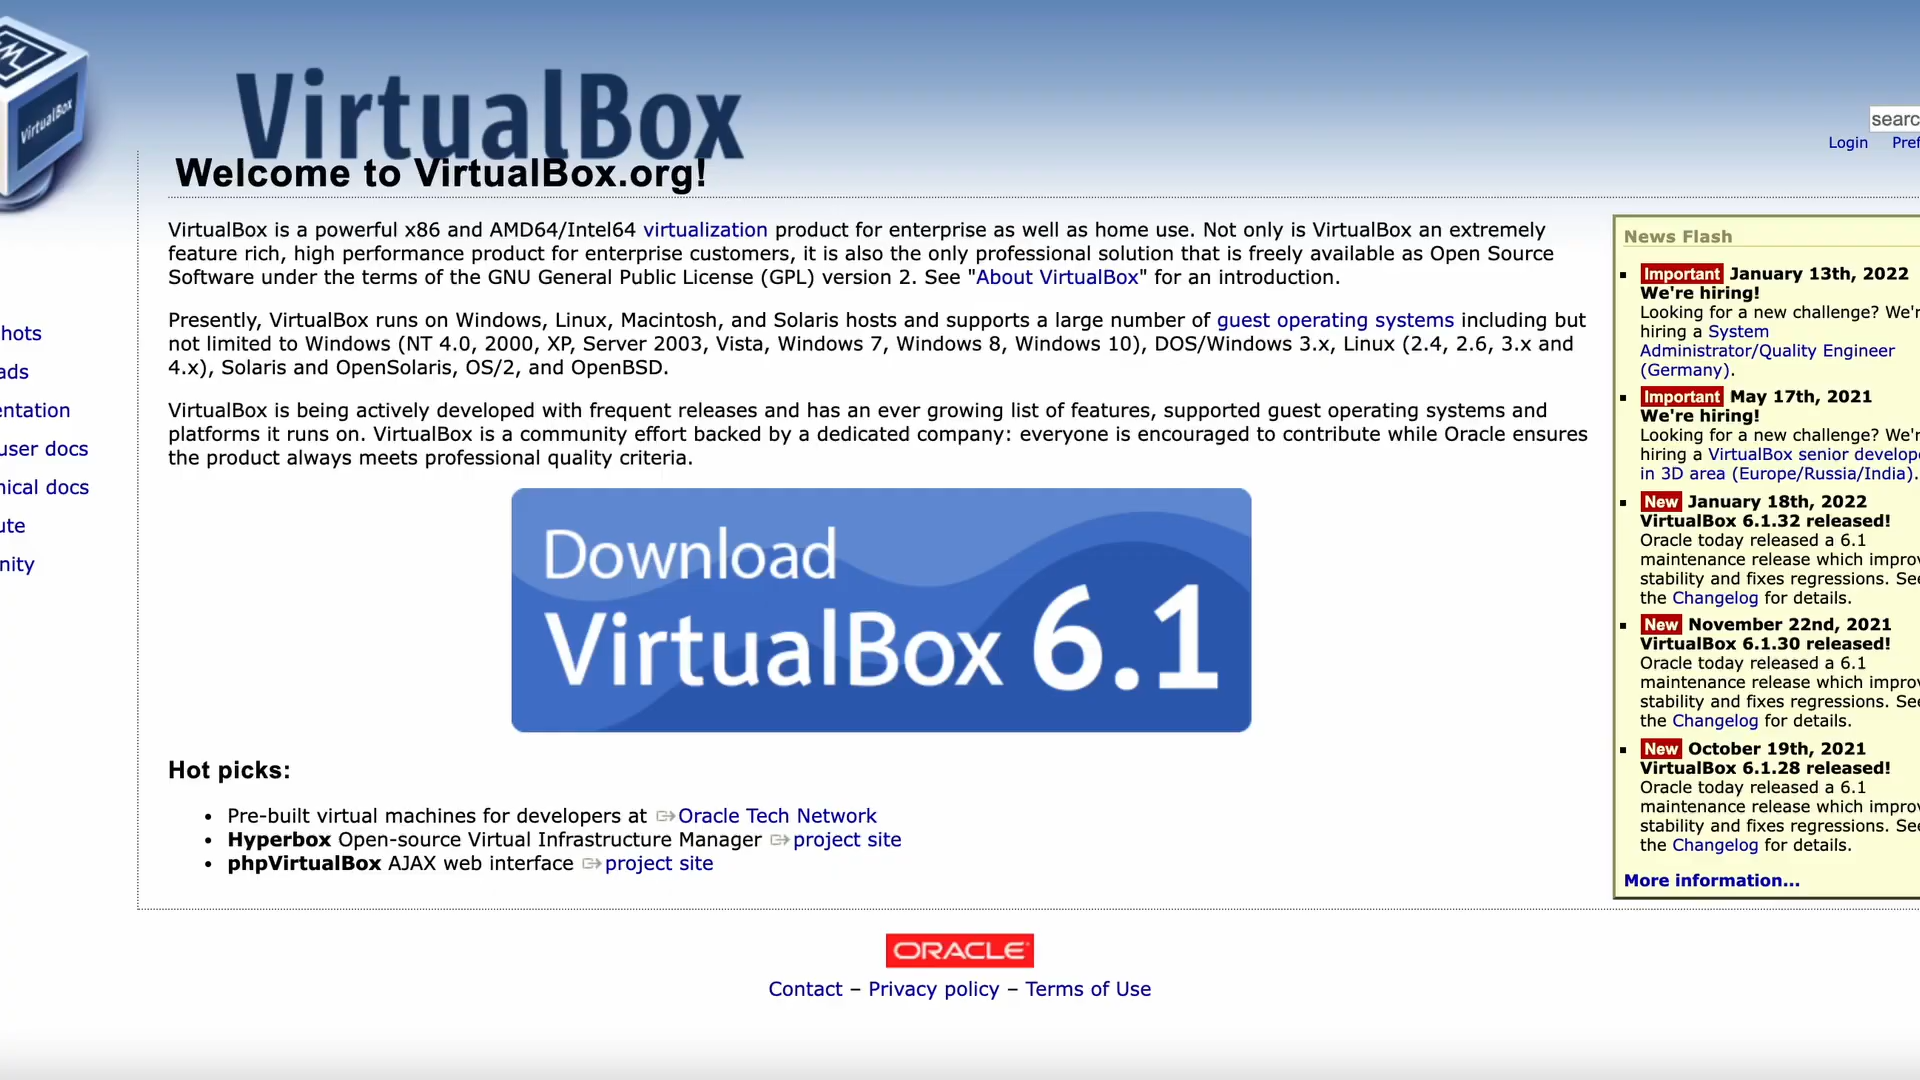 VirtualBox
VirtualBox
searc
Login Pref
Welcome to VirtualBox.org!
hots
ads
entation
user docs
nical docs
ute
nity
VirtualBox is a powerful x86 and AMD64/Intel64 virtualization product for enterprise as well as home use. Not only is VirtualBox an extremely
feature rich, high performance product for enterprise customers, it is also the only professional solution that is freely available as Open Source
Software under the terms of the GNU General Public License (GPL) version 2. See "About VirtualBox" for an introduction.
Presently, VirtualBox runs on Windows, Linux, Macintosh, and Solaris hosts and supports a large number of guest operating systems including but
not limited to Windows (NT 4.0, 2000, XP, Server 2003, Vista, Windows 7, Windows 8, Windows 10), DOS/Windows 3.x, Linux (2.4, 2.6, 3.x and
4.x), Solaris and OpenSolaris, OS/2, and OpenBSD.
VirtualBox is being actively developed with frequent releases and has an ever growing list of features, supported guest operating systems and
platforms it runs on. VirtualBox is a community effort backed by a dedicated company: everyone is encouraged to contribute while Oracle ensures
the product always meets professional quality criteria.
Download
VirtualBox 6.1
Hot picks:
• Pre-built virtual machines for developers at Oracle Tech Network
• Hyperbox Open-source Virtual Infrastructure Manager project site
• phpVirtualBox AJAX web interface project site
News Flash
Important January 13th, 2022
We're hiring!
Looking for a new challenge? We'r
hiring a System
Administrator/Quality Engineer
(Germany).
Important May 17th, 2021
We're hiring!
Looking for a new challenge? We'r
hiring a VirtualBox senior develope
in 3D area (Europe/Russia/India).
New January 18th, 2022
VirtualBox 6.1.32 released!
Oracle today released a 6.1
maintenance release which improv
stability and fixes regressions. See
the Changelog for details.
New November 22nd, 2021
VirtualBox 6.1.30 released!
Oracle today released a 6.1
maintenance release which improv
stability and fixes regressions. See
the Changelog for details.
New October 19th, 2021
VirtualBox 6.1.28 released!
Oracle today released a 6.1
maintenance release which improv
stability and fixes regressions. See
the Changelog for details.
More information...
ORACLE
Contact – Privacy policy – Terms of Use